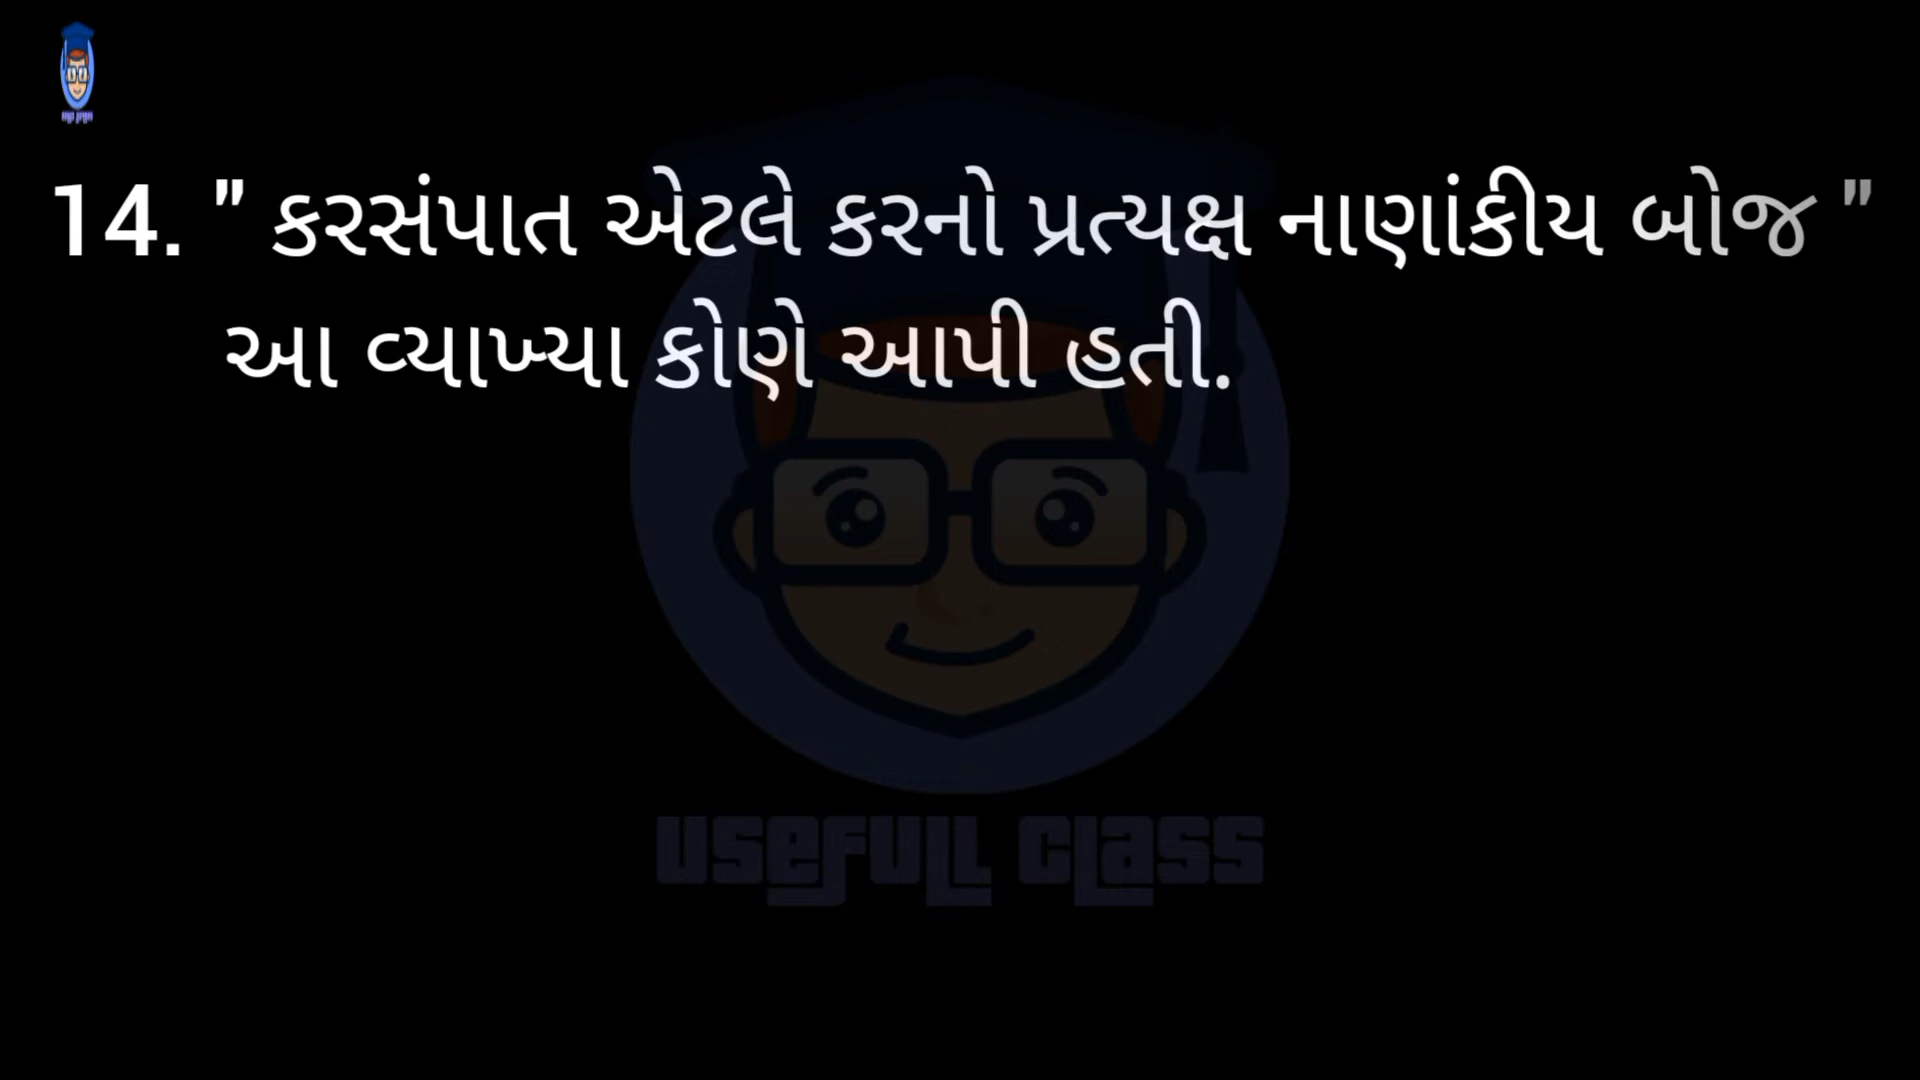 14. " કરસંપાત એટલે કરનો પ્રત્યક્ષ નાણાંકીય બોજ "
આ વ્યાખ્યા કોણે આપી હતી.
USEFULL CLASS